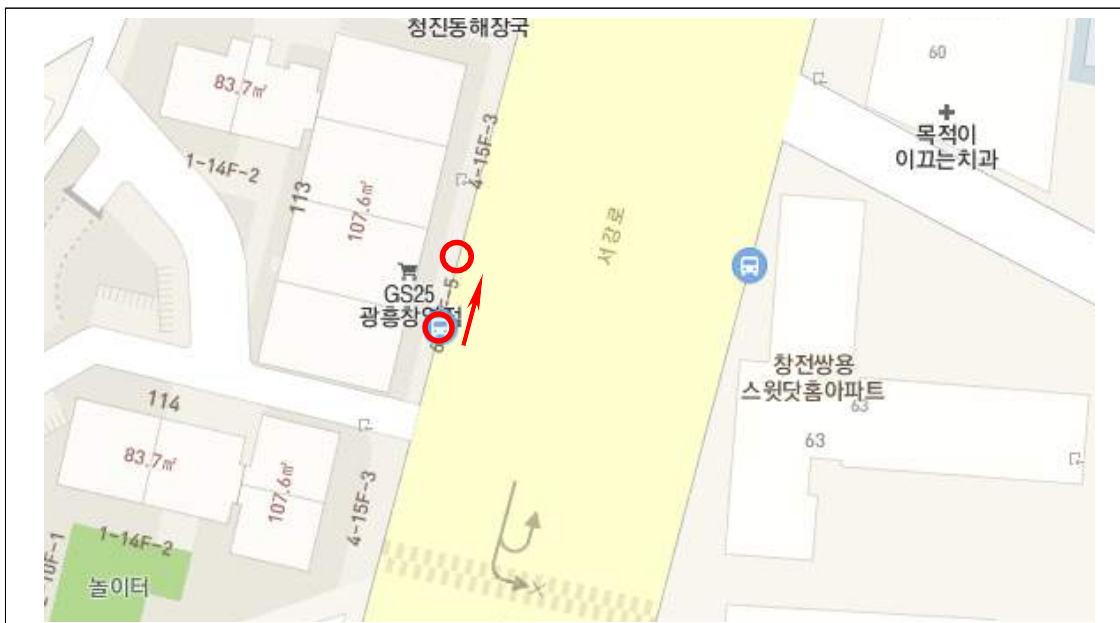 청진동해장국
83.7㎡
60
목적이
이끄는치과
1-14F-2
4-15F-3
113
107.6㎡
서강로
GS25
창전쌍용
스윗닷홈아파트
63
63
114
83.7㎡
107.6㎡
4-15F-3
1-14F-2
놀이터